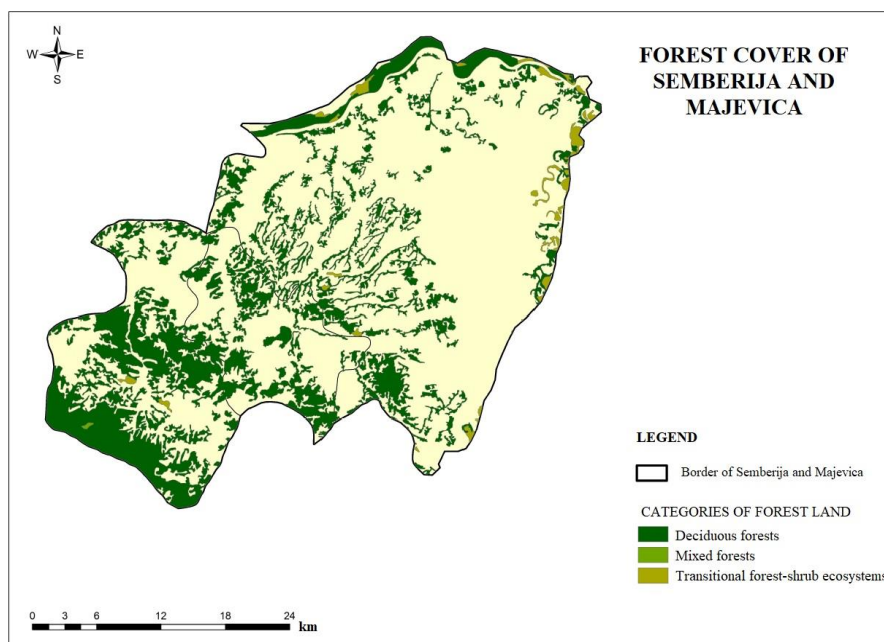 N
W E
S
FOREST COVER OF
SEMBERIJA AND
MAJEVICA
LEGEND
Border of Semberija and Majevica
CATEGORIES OF FOREST LAND
Deciduous forests
Mixed forests
Transitional forest-shrub ecosystems
0 3 6 12 18 24
km